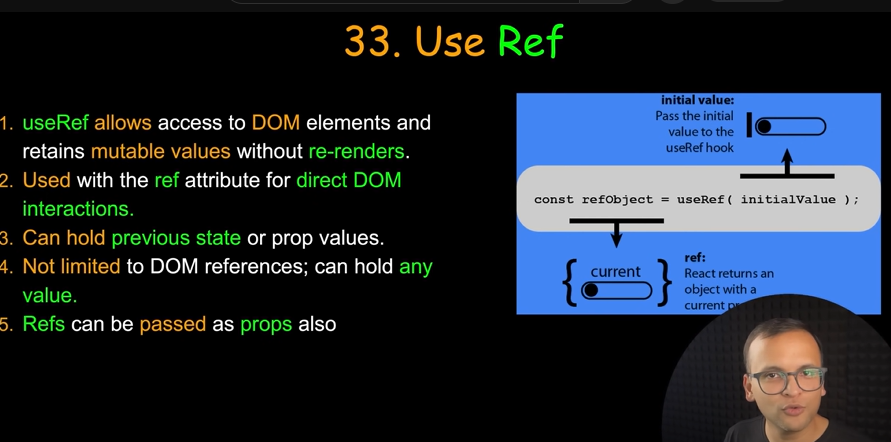 33. Use Ref
1. useRef allows access to DOM elements and
retains mutable values without re-renders.
2. Used with the ref attribute for direct DOM
interactions.
3. Can hold previous state or prop values.
4. Not limited to DOM references; can hold any
value.
5. Refs can be passed as props also
initial value:
Pass the initial
value to the
useRef hook
const refObject = useRef( initialValue );
{ current }
ref:
React returns an
object with a
current